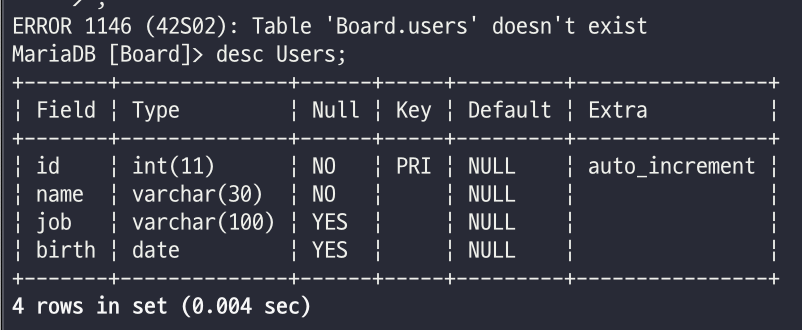 ERROR 1146 (42S02): Table 'Board.users' doesn't exist
MariaDB [Board]> desc Users;
+-------+--------------+------+-----+---------+----------------+
| Field | Type         | Null | Key | Default | Extra          |
+-------+--------------+------+-----+---------+----------------+
| id    | int(11)      | NO   | PRI | NULL    | auto_increment |
| name  | varchar(30)  | NO   |     | NULL    |                |
| job   | varchar(100) | YES  |     | NULL    |                |
| birth | date         | YES  |     | NULL    |                |
+-------+--------------+------+-----+---------+----------------+
4 rows in set (0.004 sec)